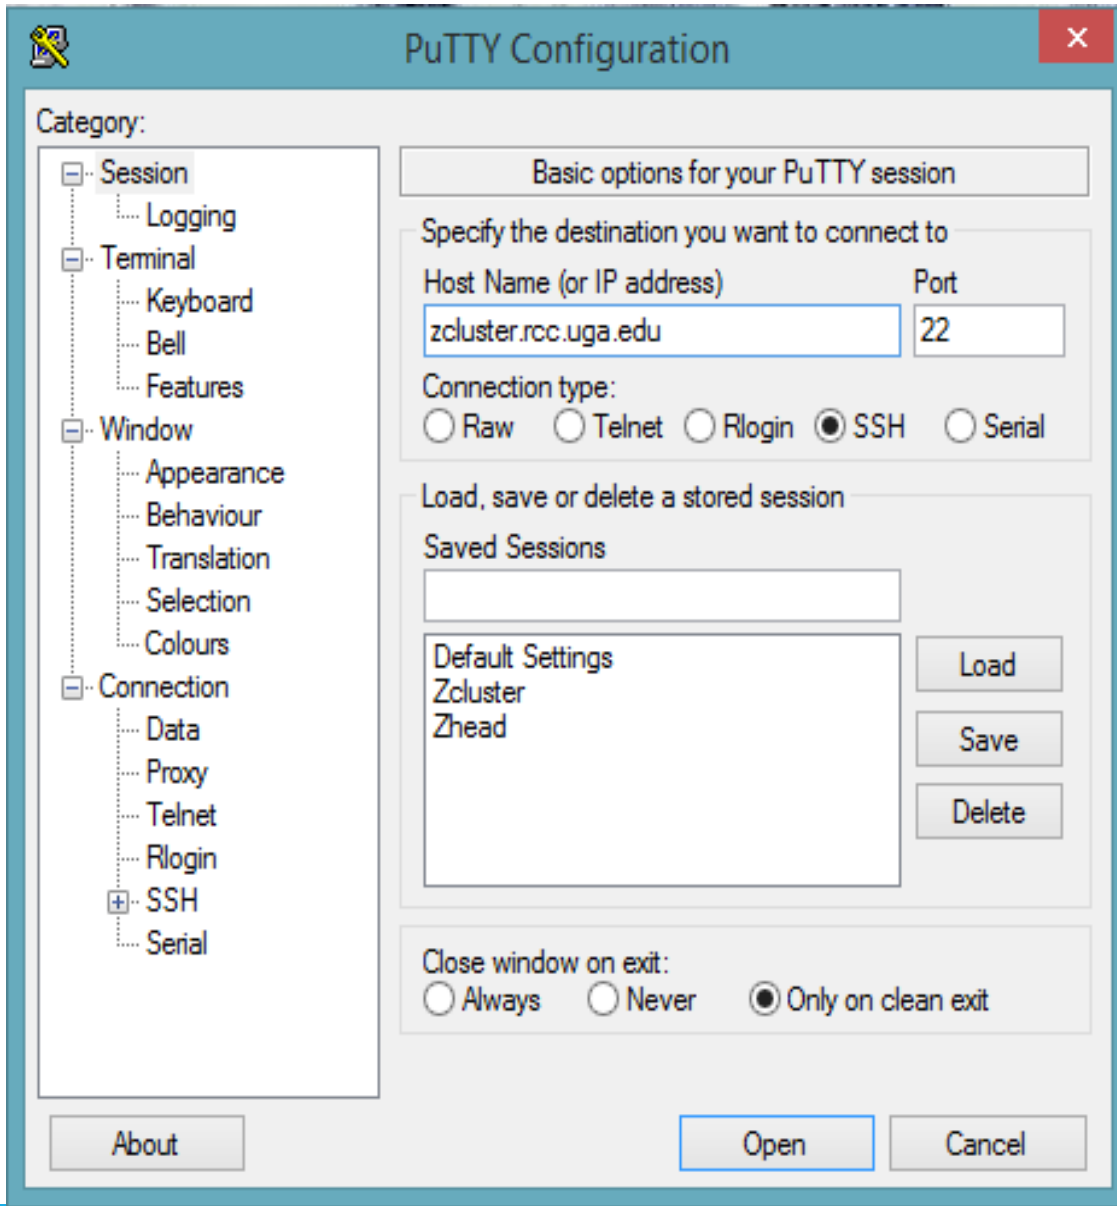 PuTTY Configuration
Category:
Session
Logging
Terminal
Keyboard
Bell
Features
Window
Appearance
Behaviour
Translation
Selection
Colours
Connection
Data
Proxy
Telnet
Rlogin
SSH
Serial
Basic options for your PuTTY session
Specify the destination you want to connect to
Host Name (or IP address) Port
zcluster.rcc.uga.edu 22
Connection type:
Raw Telnet Rlogin SSH Serial
Load, save or delete a stored session
Saved Sessions
Default Settings
Zcluster
Zhead
Load
Save
Delete
Close window on exit:
Always Never Only on clean exit
About Open Cancel